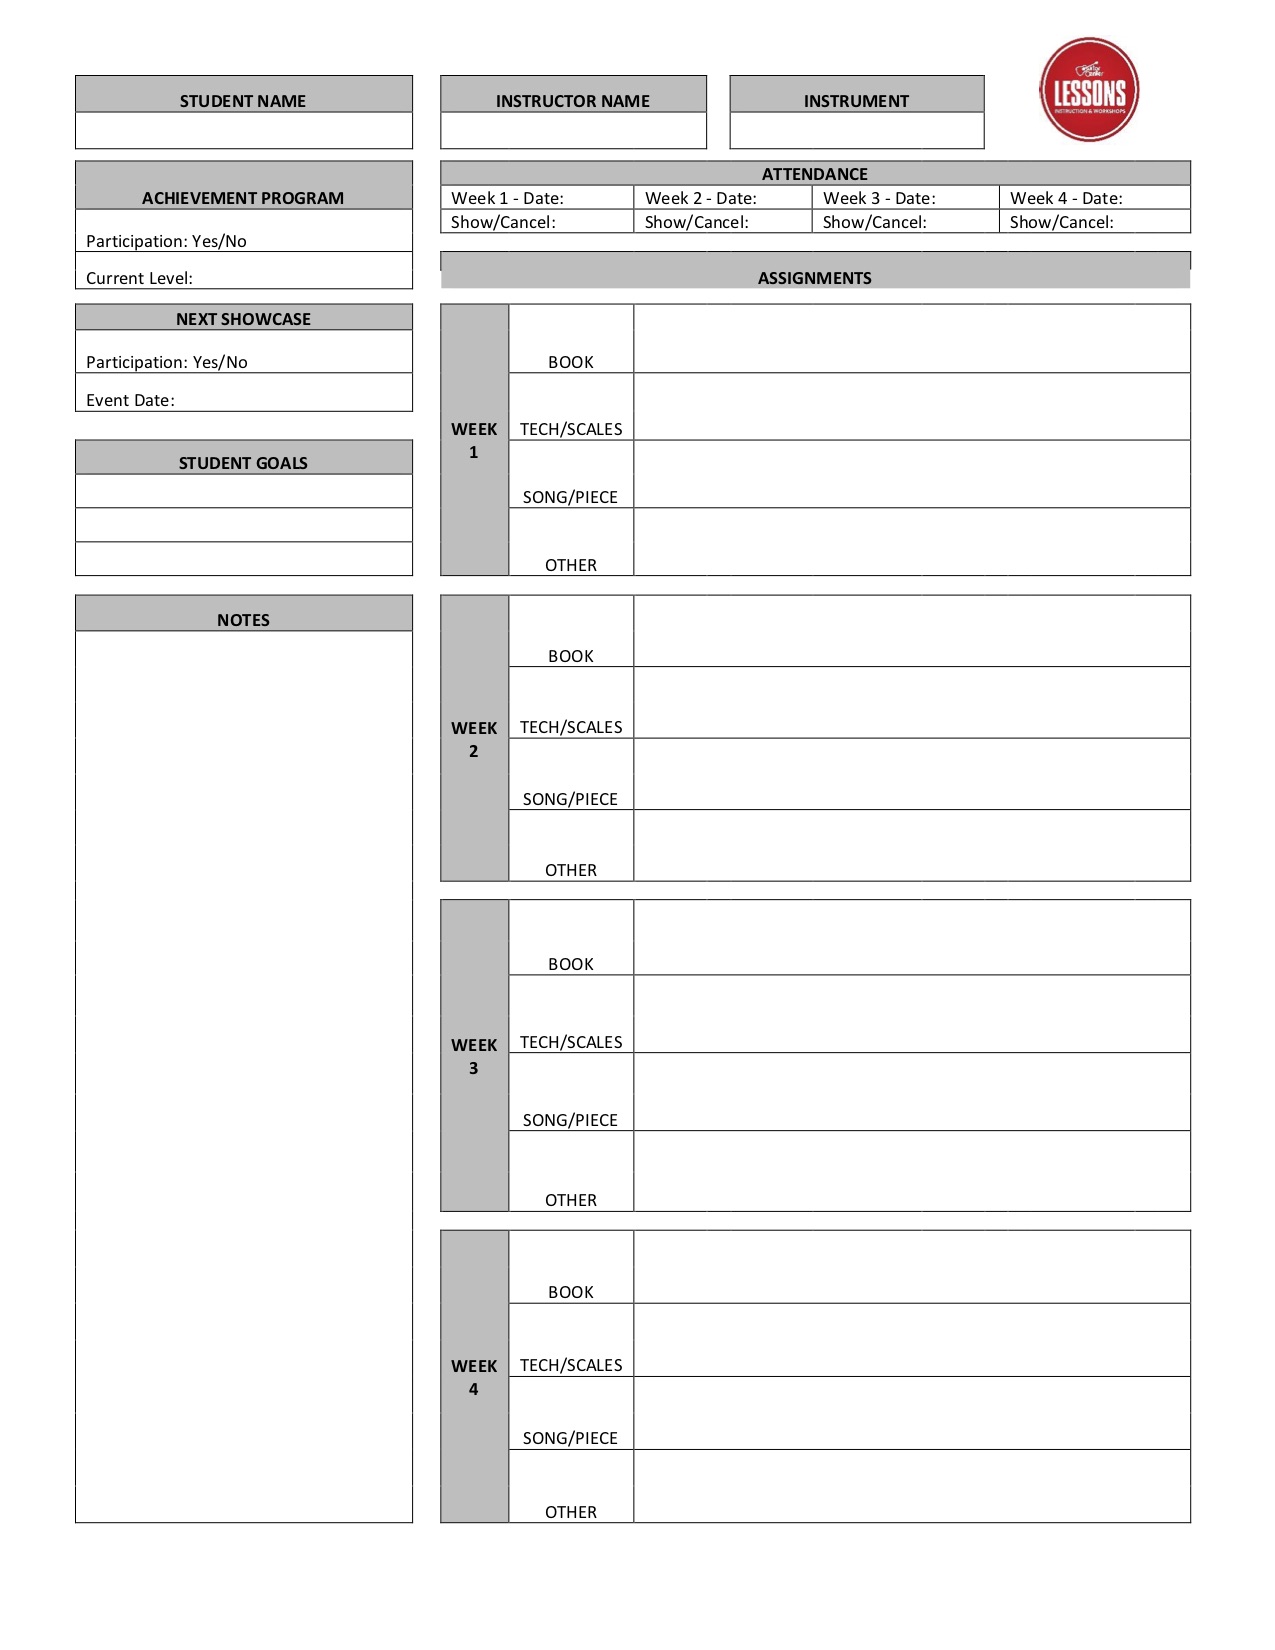 STUDENT NAME
INSTRUCTOR NAME
INSTRUMENT
Guitar
Center
LESSONS
INSTRUCTION & WORKSHOPS
ACHIEVEMENT PROGRAM
Participation: Yes/No
Current Level:
ATTENDANCE
Week 1 - Date:
Week 2 - Date:
Week 3 - Date:
Week 4 - Date:
Show/Cancel:
Show/Cancel:
Show/Cancel:
Show/Cancel:
NEXT SHOWCASE
Participation: Yes/No
Event Date:
STUDENT GOALS
NOTES
ASSIGNMENTS
WEEK
1
BOOK
TECH/SCALES
SONG/PIECE
OTHER
WEEK
2
BOOK
TECH/SCALES
SONG/PIECE
OTHER
WEEK
3
BOOK
TECH/SCALES
SONG/PIECE
OTHER
WEEK
4
BOOK
TECH/SCALES
SONG/PIECE
OTHER